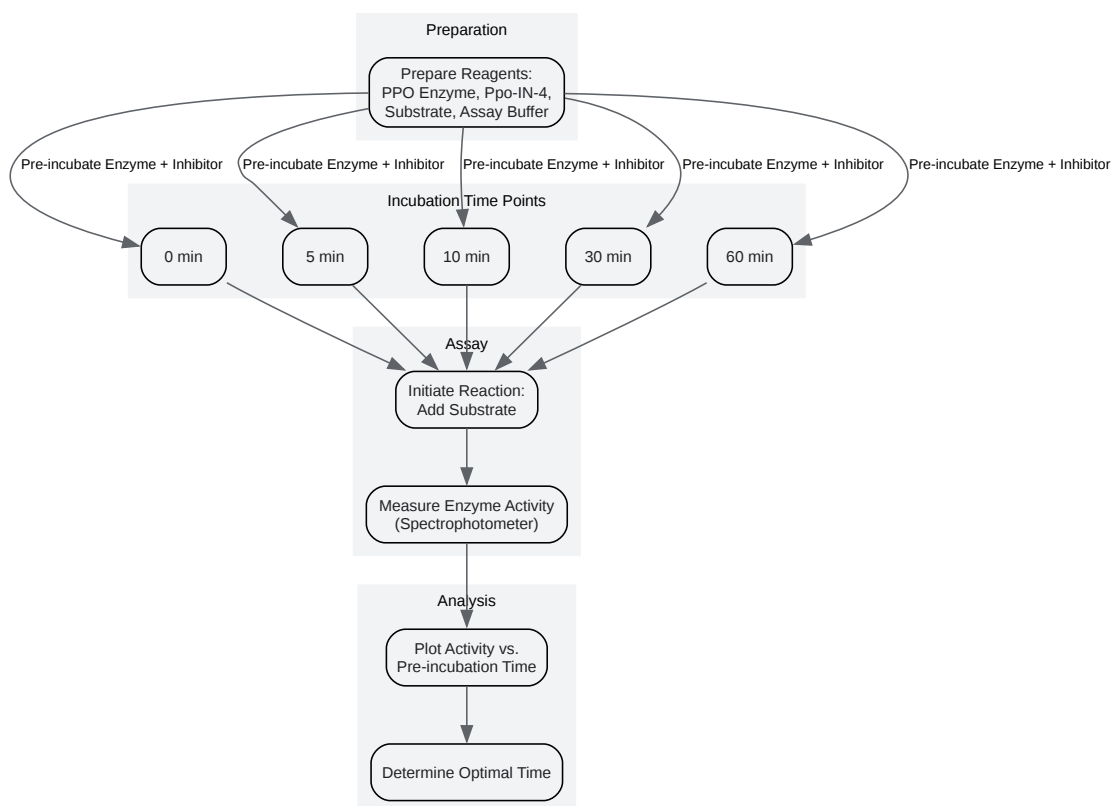 Preparation
Prepare Reagents:
PPO Enzyme, Ppo-IN-4,
Substrate, Assay Buffer
Pre-incubate Enzyme + Inhibitor
Pre-incubate Enzyme + Inhibitor
Pre-incubate Enzyme + Inhibitor
Pre-incubate Enzyme + Inhibitor
Pre-incubate Enzyme + Inhibitor
Incubation Time Points
0 min
5 min
10 min
30 min
60 min
Assay
Initiate Reaction:
Add Substrate
Measure Enzyme Activity
(Spectrophotometer)
Analysis
Plot Activity vs.
Pre-incubation Time
Determine Optimal Time